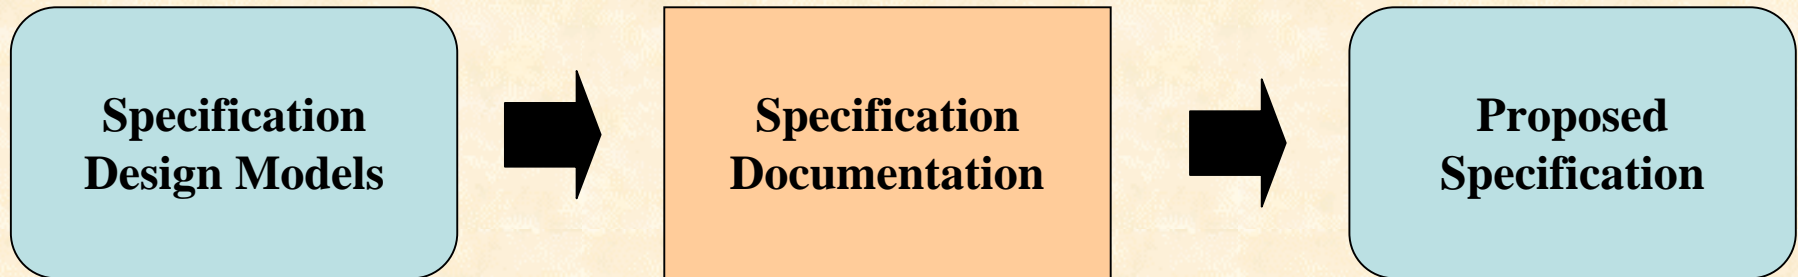 Specification
Design Models
Specification
Documentation
Proposed
Specification